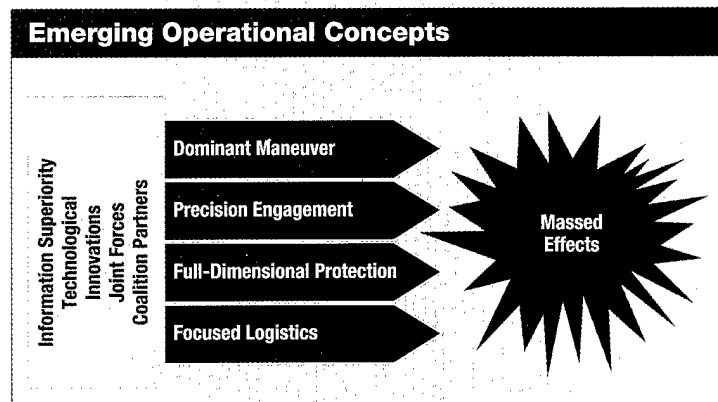 Emerging Operational Concepts
Information Superiority
Technological
Innovations
Joint Forces
Coalition Partners
Dominant Maneuver
Precision Engagement
Full-Dimensional Protection
Focused Logistics
Massed
Effects